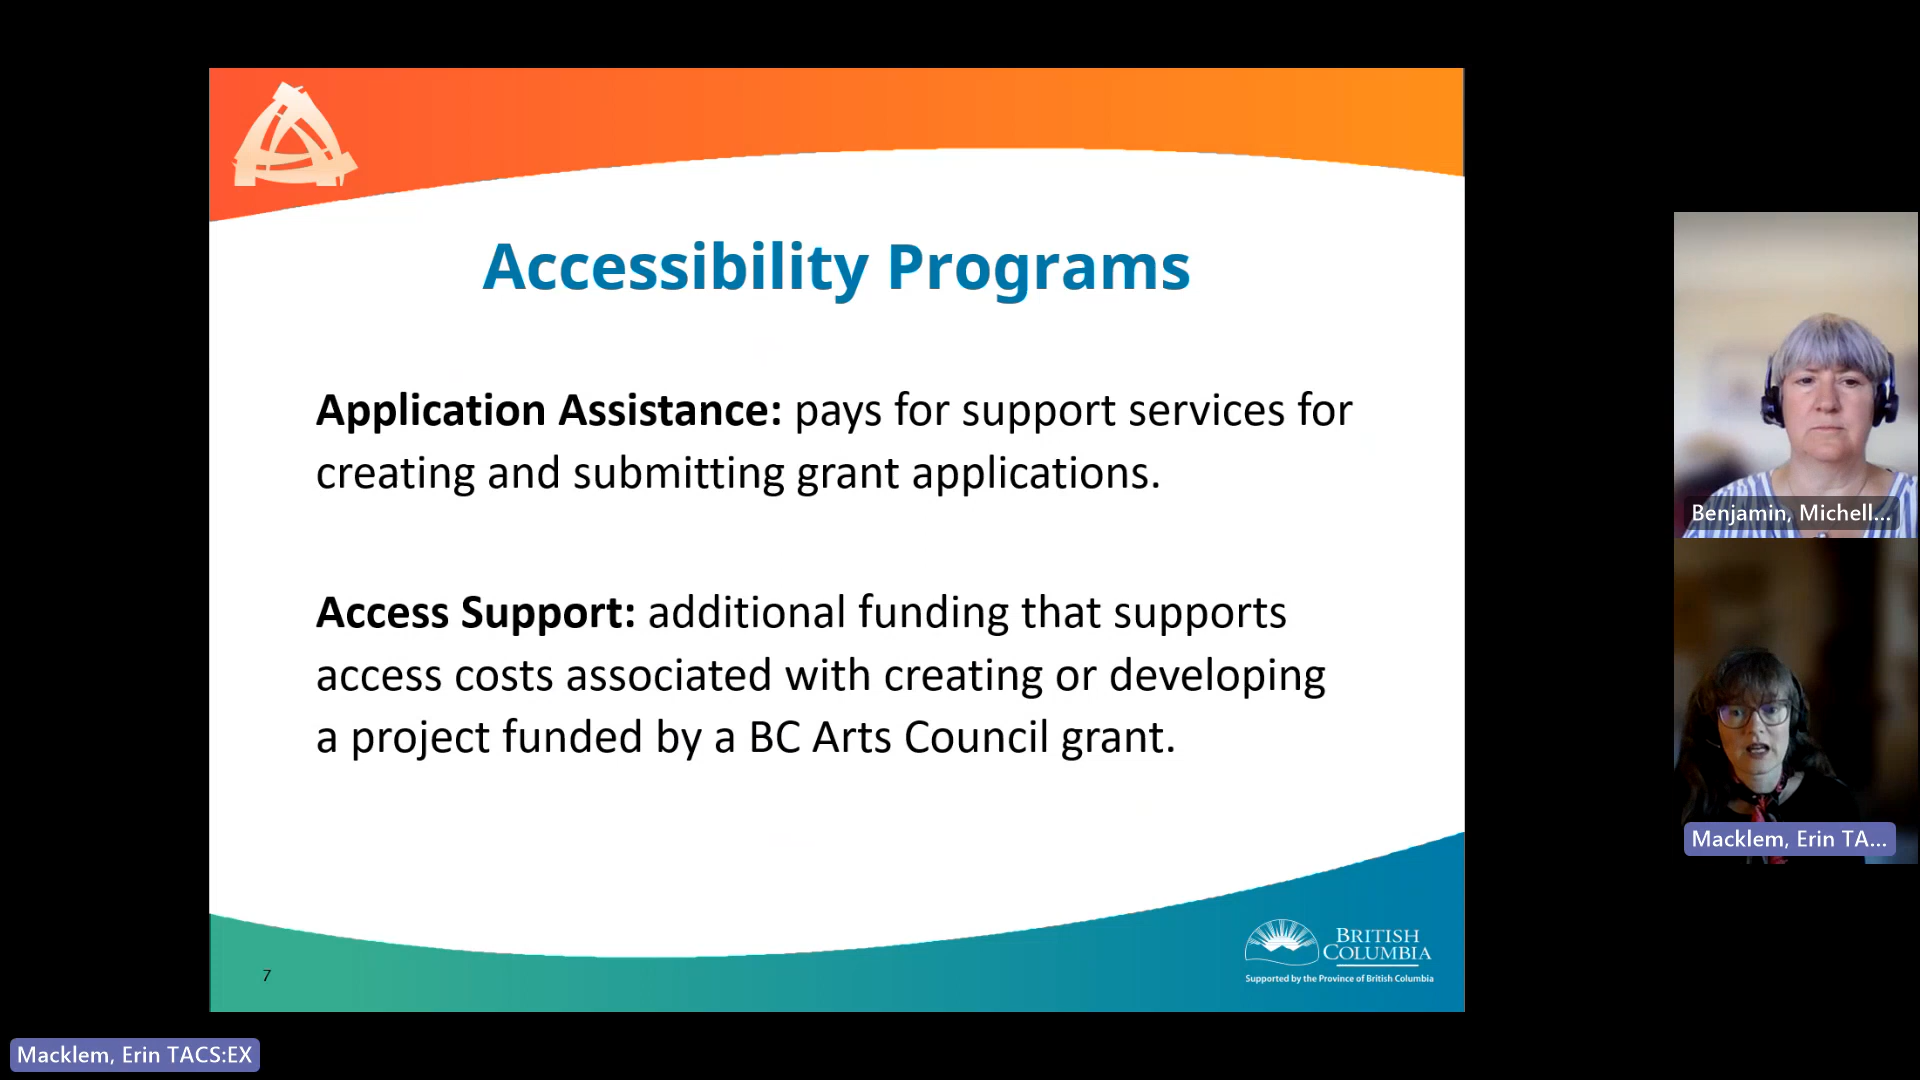 Accessibility Programs
Application Assistance: pays for support services for
creating and submitting grant applications.
Access Support: additional funding that supports
access costs associated with creating or developing
a project funded by a BC Arts Council grant.
7
BRITISH
COLUMBIA
Supported by the Province of British Columbia
Benjamin, Michell...
Macklem, Erin TA...
Macklem, Erin TACS:EX